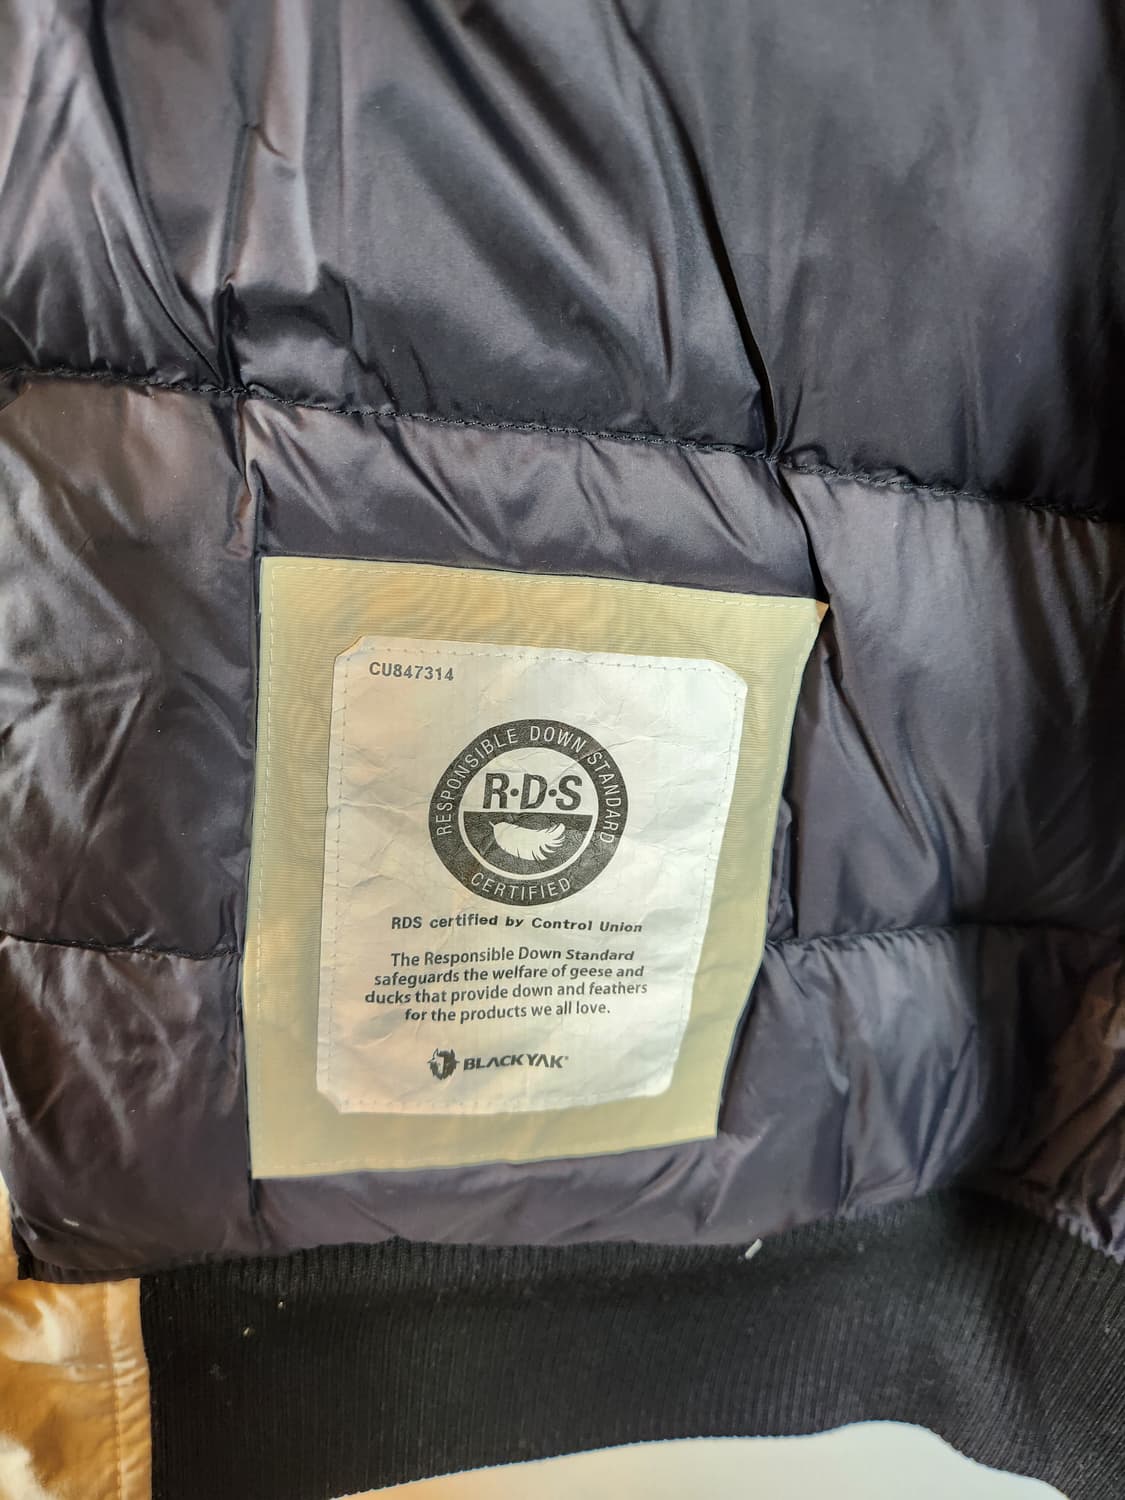 CU847314
RESPONSIBLE DOWN STANDARD
R·D·S
CERTIFIED
RDS certified by Control Union
The Responsible Down Standard
safeguards the welfare of geese and
ducks that provide down and feathers
for the products we all love.
BLACKYAK®